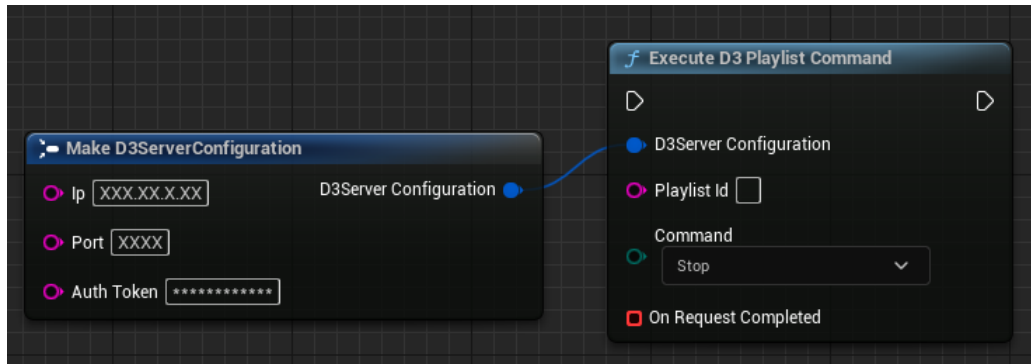 Make D3ServerConfiguration
Ip XXX.XX.X.XX
D3Server Configuration
Port XXXX
Auth Token ************
f Execute D3 Playlist Command
D3Server Configuration
Playlist Id
Command
Stop
On Request Completed